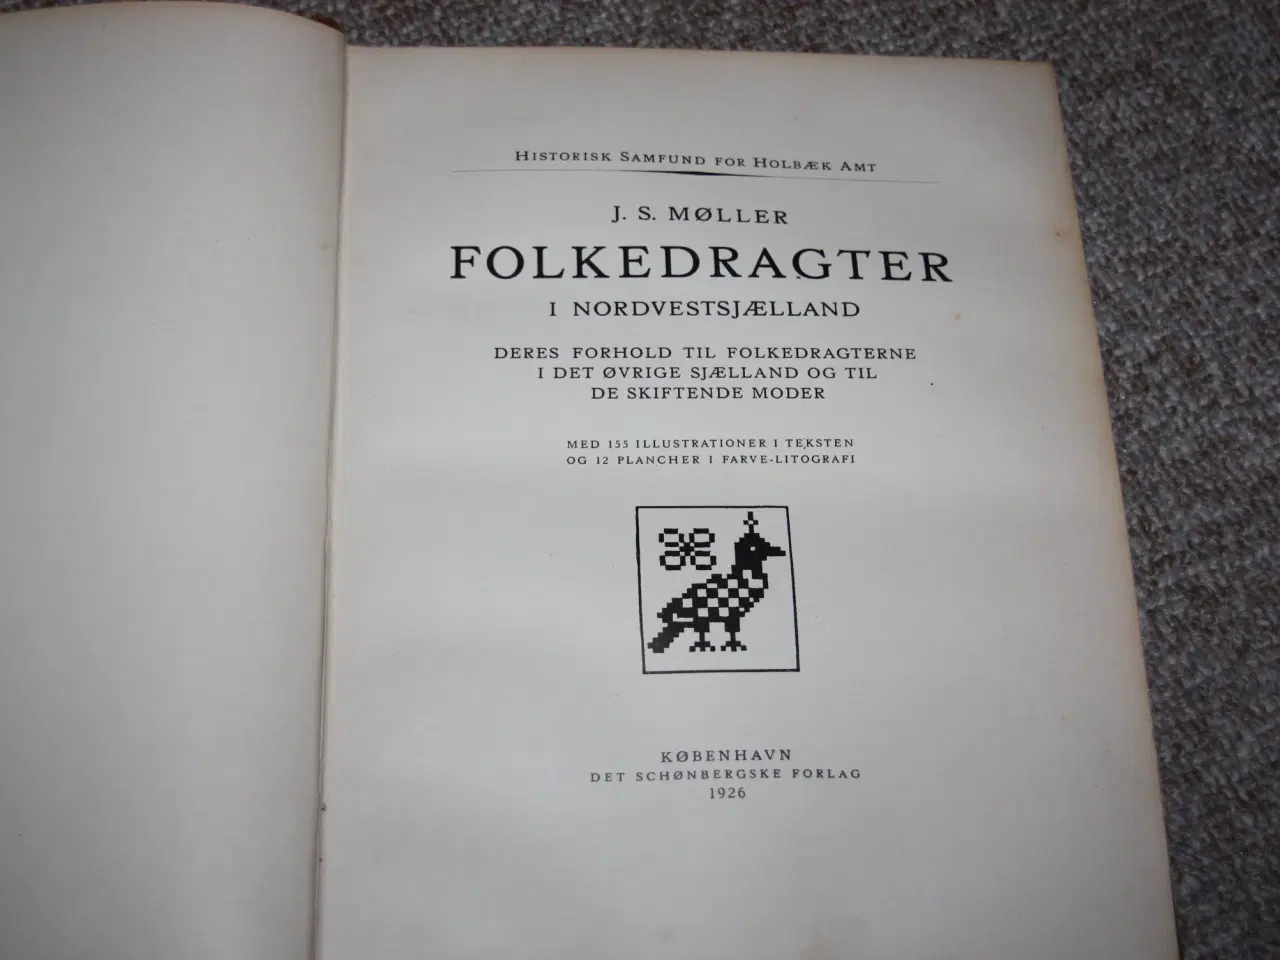 Historisk Samfund for Holbæk Amt
J. S. MØLLER
FOLKEDRAGTER
I NORDVESTSJÆLLAND
DERES FORHOLD TIL FOLKEDRAGTERNE
I DET ØVRIGE SJÆLLAND OG TIL
DE SKIFTENDE MODER
MED 155 ILLUSTRATIONER I TEKSTEN
OG 12 PLANCHER I FARVE-LITOGRAFI
KØBENHAVN
DET SCHØNBERGSKE FORLAG
1926